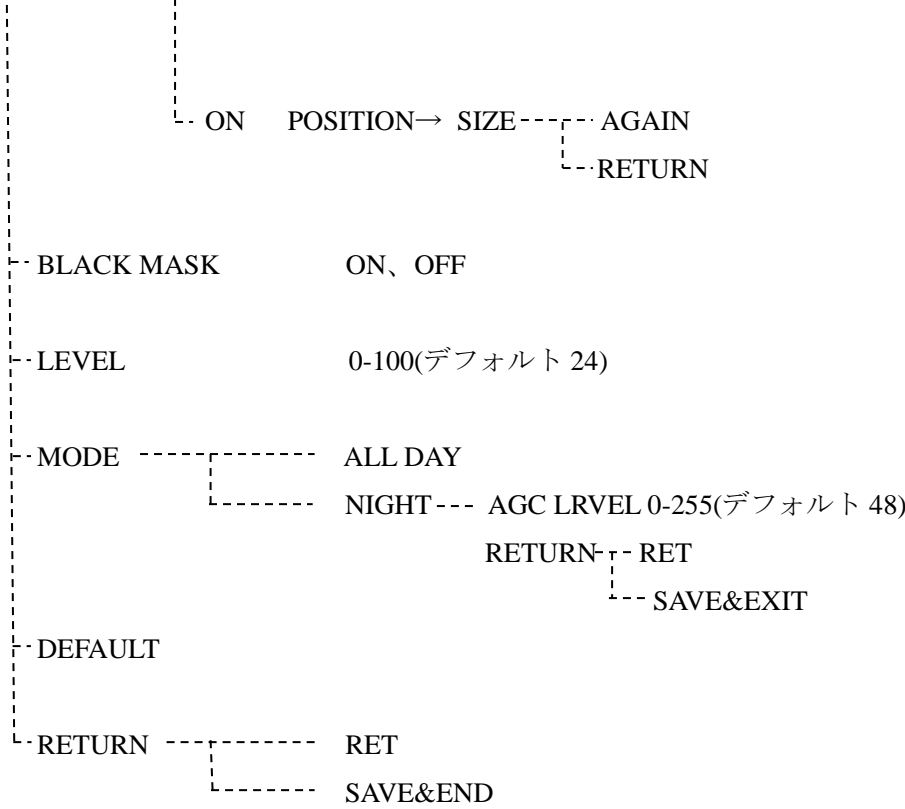 ON POSITION→ SIZE AGAIN
RETURN
BLACK MASK ON、OFF
LEVEL 0-100(デフォルト 24)
MODE ALL DAY
NIGHT AGC LRVEL 0-255(デフォルト 48)
RETURN RET
SAVE&EXIT
DEFAULT
RETURN RET
SAVE&END